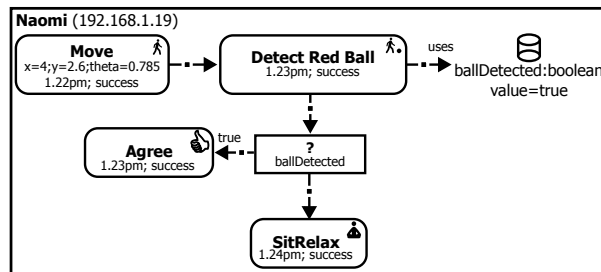 Naomi (192.168.1.19)
Move
x=4;y=2.6;theta=0.785
1.22pm; success
Detect Red Ball
1.23pm; success
uses
ballDetected:boolean
value=true
Agree
1.23pm; success
true
?
ballDetected
SitRelax
1.24pm; success